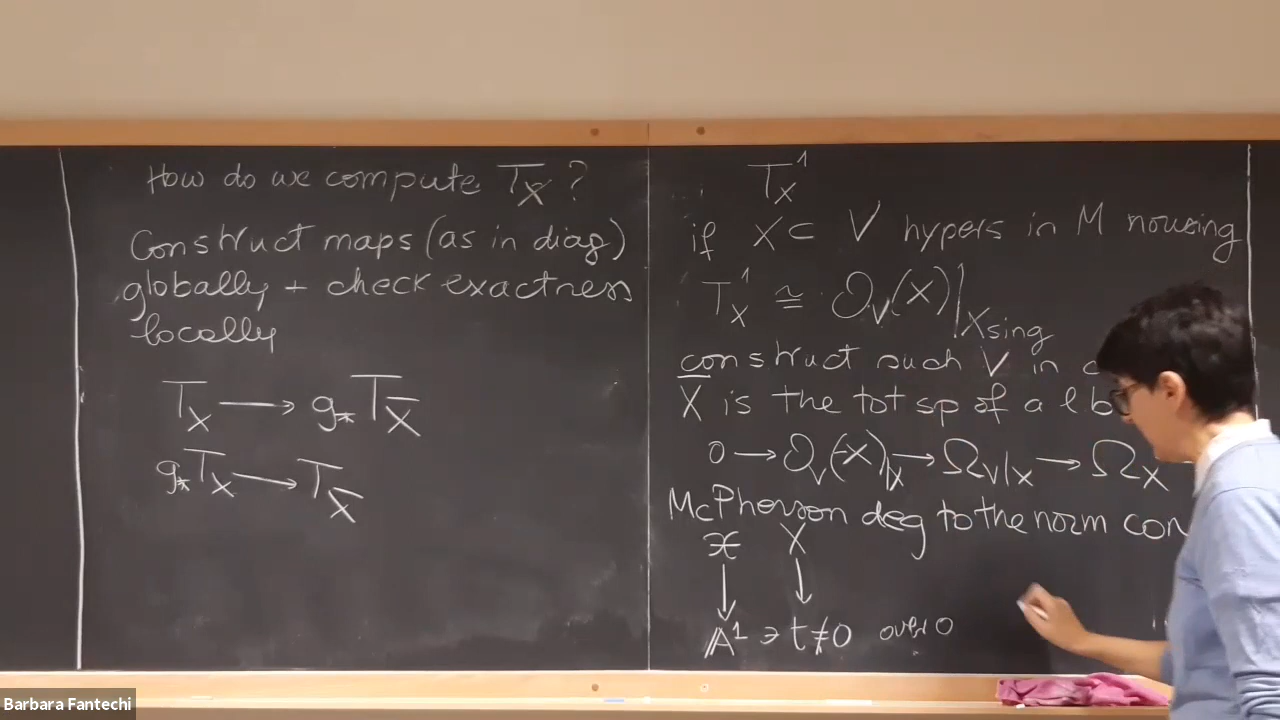 How do we compute T_X̄ ?
Construct maps (as in diag)
globally + check exactness
locally
T_X → g_* T_X̄
g_* T_X → T_X̄
T_X^1
if X ⊂ V hypers in M nonsing
T_X^1 ≅ O_V(X)|_Xsing
construct such V in
X̄ is the tot sp of a l b
0 → O_V(-X)|_X → Ω_V|_X → Ω_X
McPherson deg to the norm con
𝒳 X
↓ ↓
A^1 ∋ t ≠ 0 over 0
Barbara Fantechi